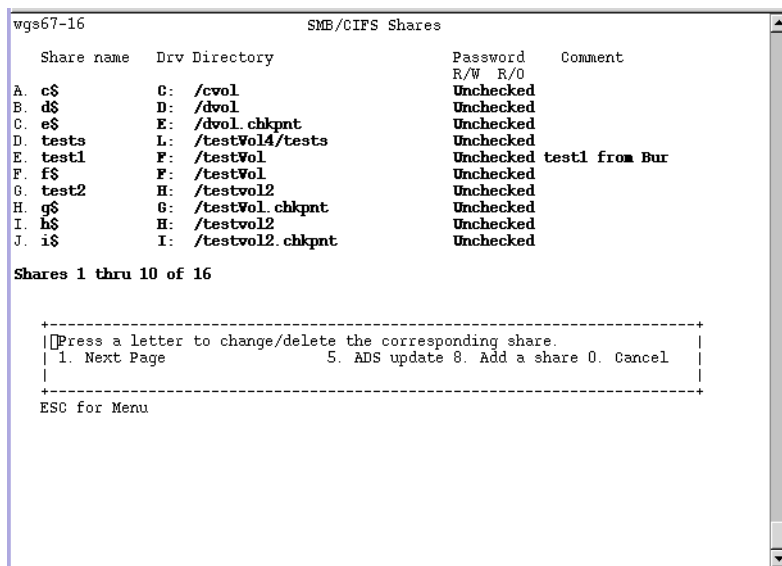 wgs67-16 SMB/CIFS Shares
Share name Drv Directory Password Comment
R/W R/O
A. c$ C: /cvol Unchecked
B. d$ D: /dvol Unchecked
C. e$ E: /dvol.chkpnt Unchecked
D. tests L: /testVol4/tests Unchecked
E. test1 F: /testVol Unchecked test1 from Bur
F. f$ F: /testVol Unchecked
G. test2 H: /testvol2 Unchecked
H. g$ G: /testVol.chkpnt Unchecked
I. h$ H: /testvol2 Unchecked
J. i$ I: /testvol2.chkpnt Unchecked
Shares 1 thru 10 of 16
Press a letter to change/delete the corresponding share.
1. Next Page 5. ADS update 8. Add a share 0. Cancel
ESC for Menu